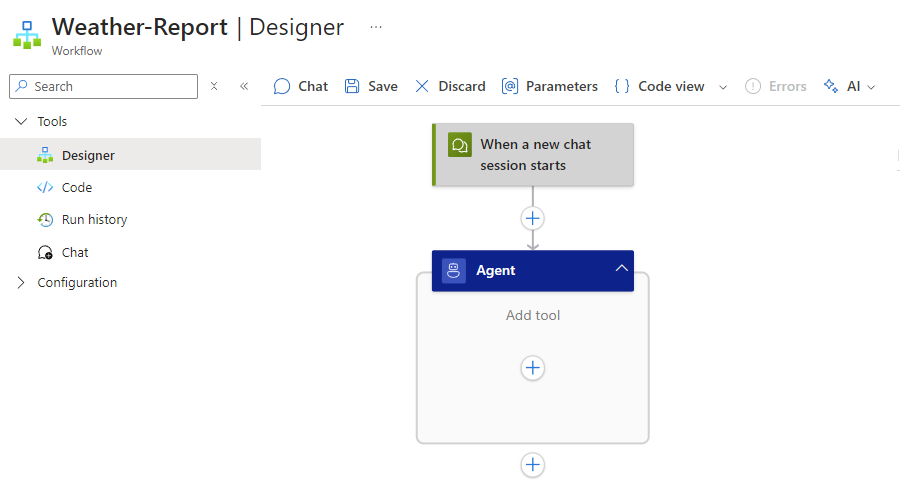 Weather-Report | Designer ...
Workflow
Search
Chat Save Discard Parameters Code view Errors AI
Tools
Designer
Code
Run history
Chat
Configuration
When a new chat
session starts
Agent
Add tool